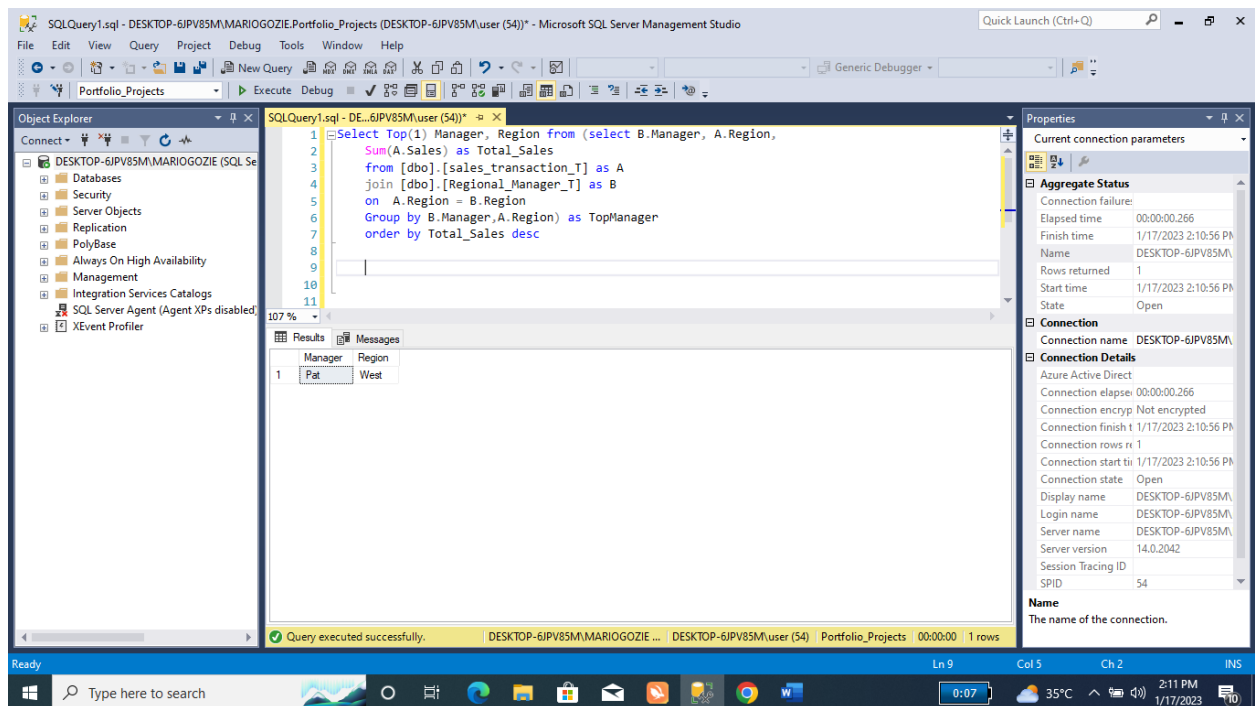 SQLQuery1.sql - DESKTOP-6JPV85M\MARIOGOZIE.Portfolio_Projects (DESKTOP-6JPV85M\user (54))* - Microsoft SQL Server Management Studio
Quick Launch (Ctrl+Q)
File Edit View Query Project Debug Tools Window Help
New Query
Generic Debugger
Portfolio_Projects
Execute Debug
Object Explorer
Connect
DESKTOP-6JPV85M\MARIOGOZIE (SQL Se
Databases
Security
Server Objects
Replication
PolyBase
Always On High Availability
Management
Integration Services Catalogs
SQL Server Agent (Agent XPs disabled)
XEvent Profiler
SQLQuery1.sql - DE...6JPV85M\user (54))*
1 Select Top(1) Manager, Region from (select B.Manager, A.Region,
2 Sum(A.Sales) as Total_Sales
3 from [dbo].[sales_transaction_T] as A
4 join [dbo].[Regional_Manager_T] as B
5 on A.Region = B.Region
6 Group by B.Manager,A.Region) as TopManager
7 order by Total_Sales desc
8
9
10
11
107 %
Results Messages
Manager Region
1 Pat West
Query executed successfully. DESKTOP-6JPV85M\MARIOGOZIE ... DESKTOP-6JPV85M\user (54) Portfolio_Projects 00:00:00 1 rows
Properties
Current connection parameters
Aggregate Status
Connection failure
Elapsed time 00:00:00.266
Finish time 1/17/2023 2:10:56 PM
Name DESKTOP-6JPV85M\
Rows returned 1
Start time 1/17/2023 2:10:56 PM
State Open
Connection
Connection name DESKTOP-6JPV85M\
Connection Details
Azure Active Direct
Connection elapse 00:00:00.266
Connection encryp Not encrypted
Connection finish t 1/17/2023 2:10:56 PM
Connection rows re 1
Connection start ti 1/17/2023 2:10:56 PM
Connection state Open
Display name DESKTOP-6JPV85M\
Login name DESKTOP-6JPV85M\
Server name DESKTOP-6JPV85M\
Server version 14.0.2042
Session Tracing ID
SPID 54
Name
The name of the connection.
Ready Ln 9 Col 5 Ch 2 INS
Type here to search
0:07
35°C
2:11 PM
1/17/2023